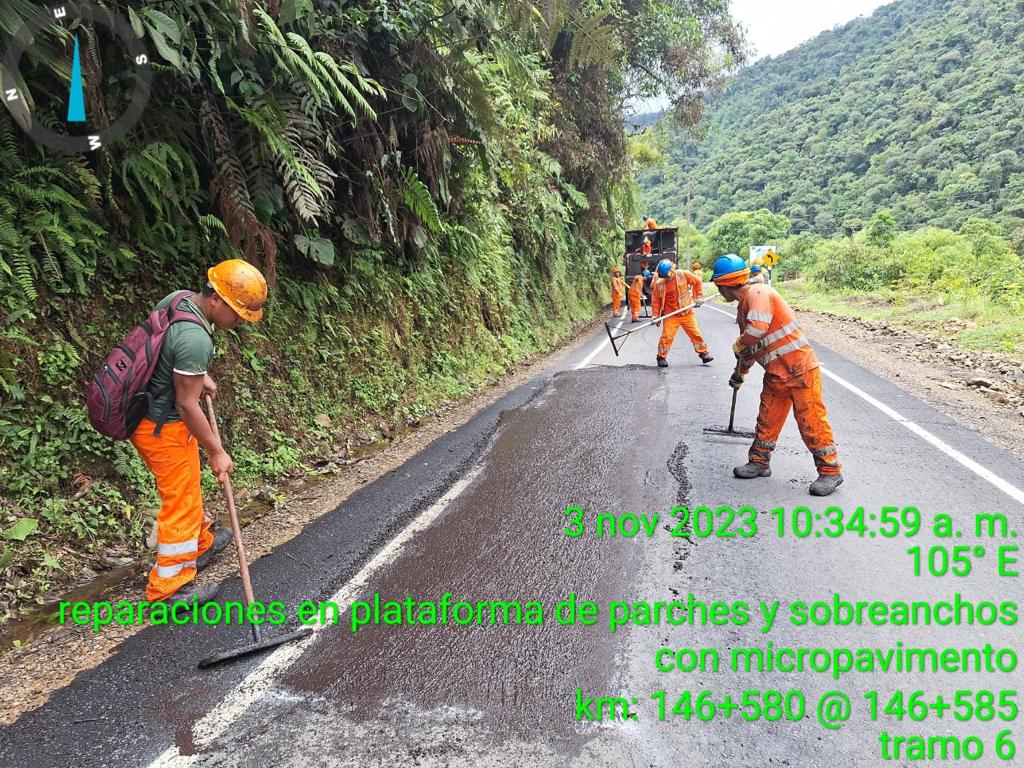 E
S
N
W
3 nov 2023 10:34:59 a. m.
105° E
reparaciones en plataforma de parches y sobreanchos
con micropavimento
km: 146+580 @ 146+585
tramo 6